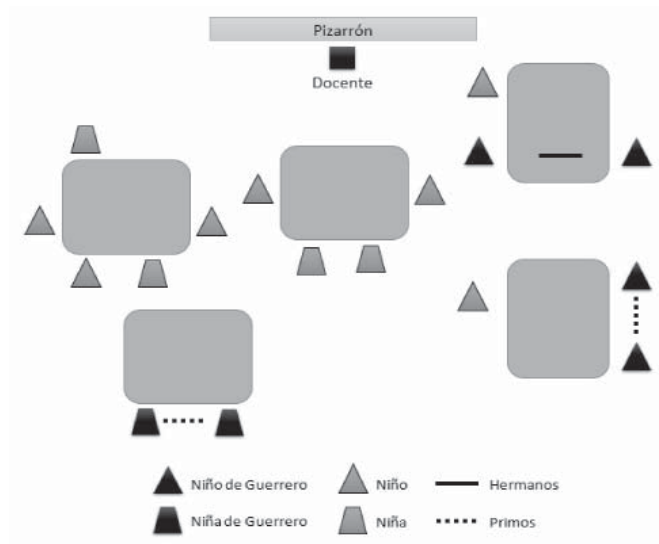 Pizarrón
Docente
Niño de Guerrero
Niño
Hermanos
Niña de Guerrero
Niña
Primos